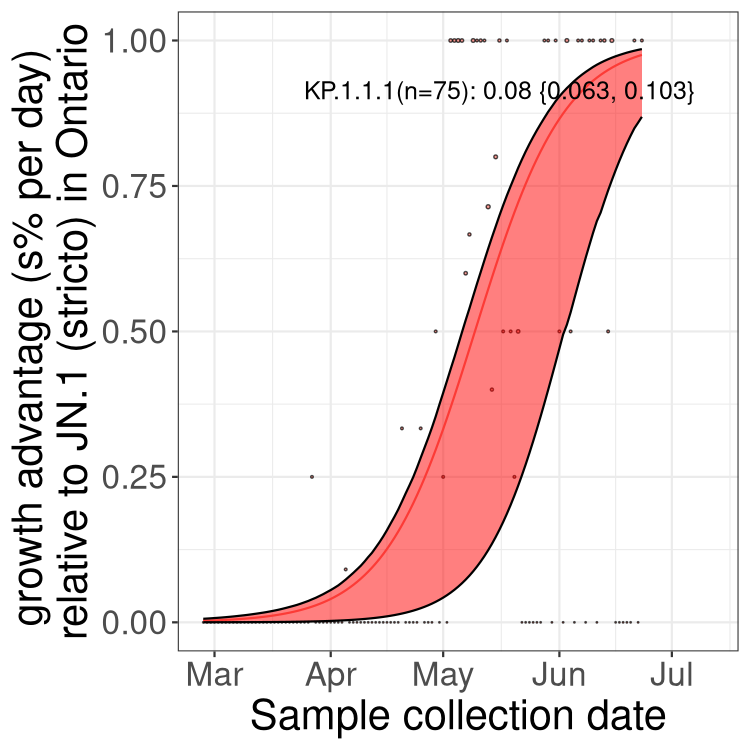 growth advantage (s% per day)
relative to JN.1 (stricto) in Ontario
1.00
0.75
0.50
0.25
0.00
KP.1.1.1(n=75): 0.08 {0.063, 0.103}
Mar Apr May Jun Jul
Sample collection date